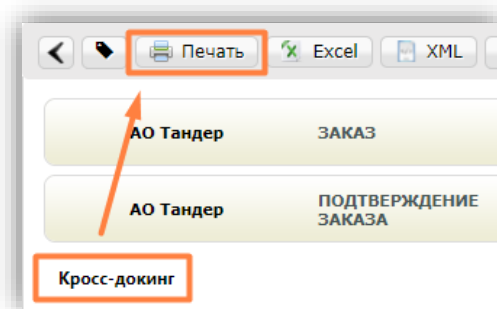 Печать Excel XML
АО Тандер ЗАКАЗ
АО Тандер ПОДТВЕРЖДЕНИЕ
ЗАКАЗА
Кросс-докинг